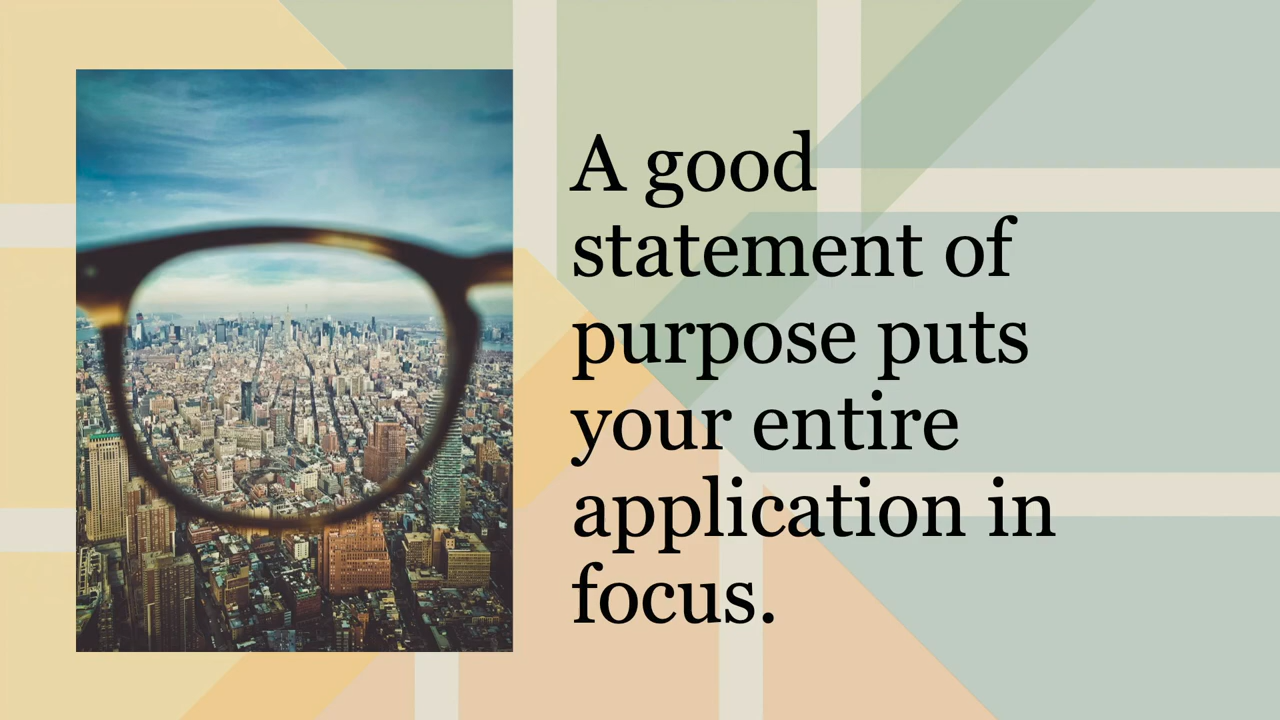 A good
statement of
purpose puts
your entire
application in
focus.